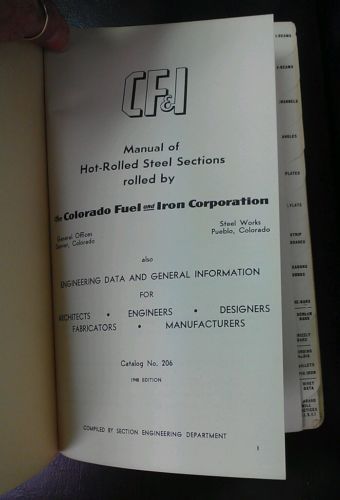 CF&I
Manual of
Hot-Rolled Steel Sections
rolled by
the Colorado Fuel and Iron Corporation
General Offices
Denver, Colorado
Steel Works
Pueblo, Colorado
also
ENGINEERING DATA AND GENERAL INFORMATION
FOR
ARCHITECTS • ENGINEERS • DESIGNERS
FABRICATORS • MANUFACTURERS
Catalog No. 206
1948 EDITION
COMPILED BY SECTION ENGINEERING DEPARTMENT
1
ANGLES
PLATES